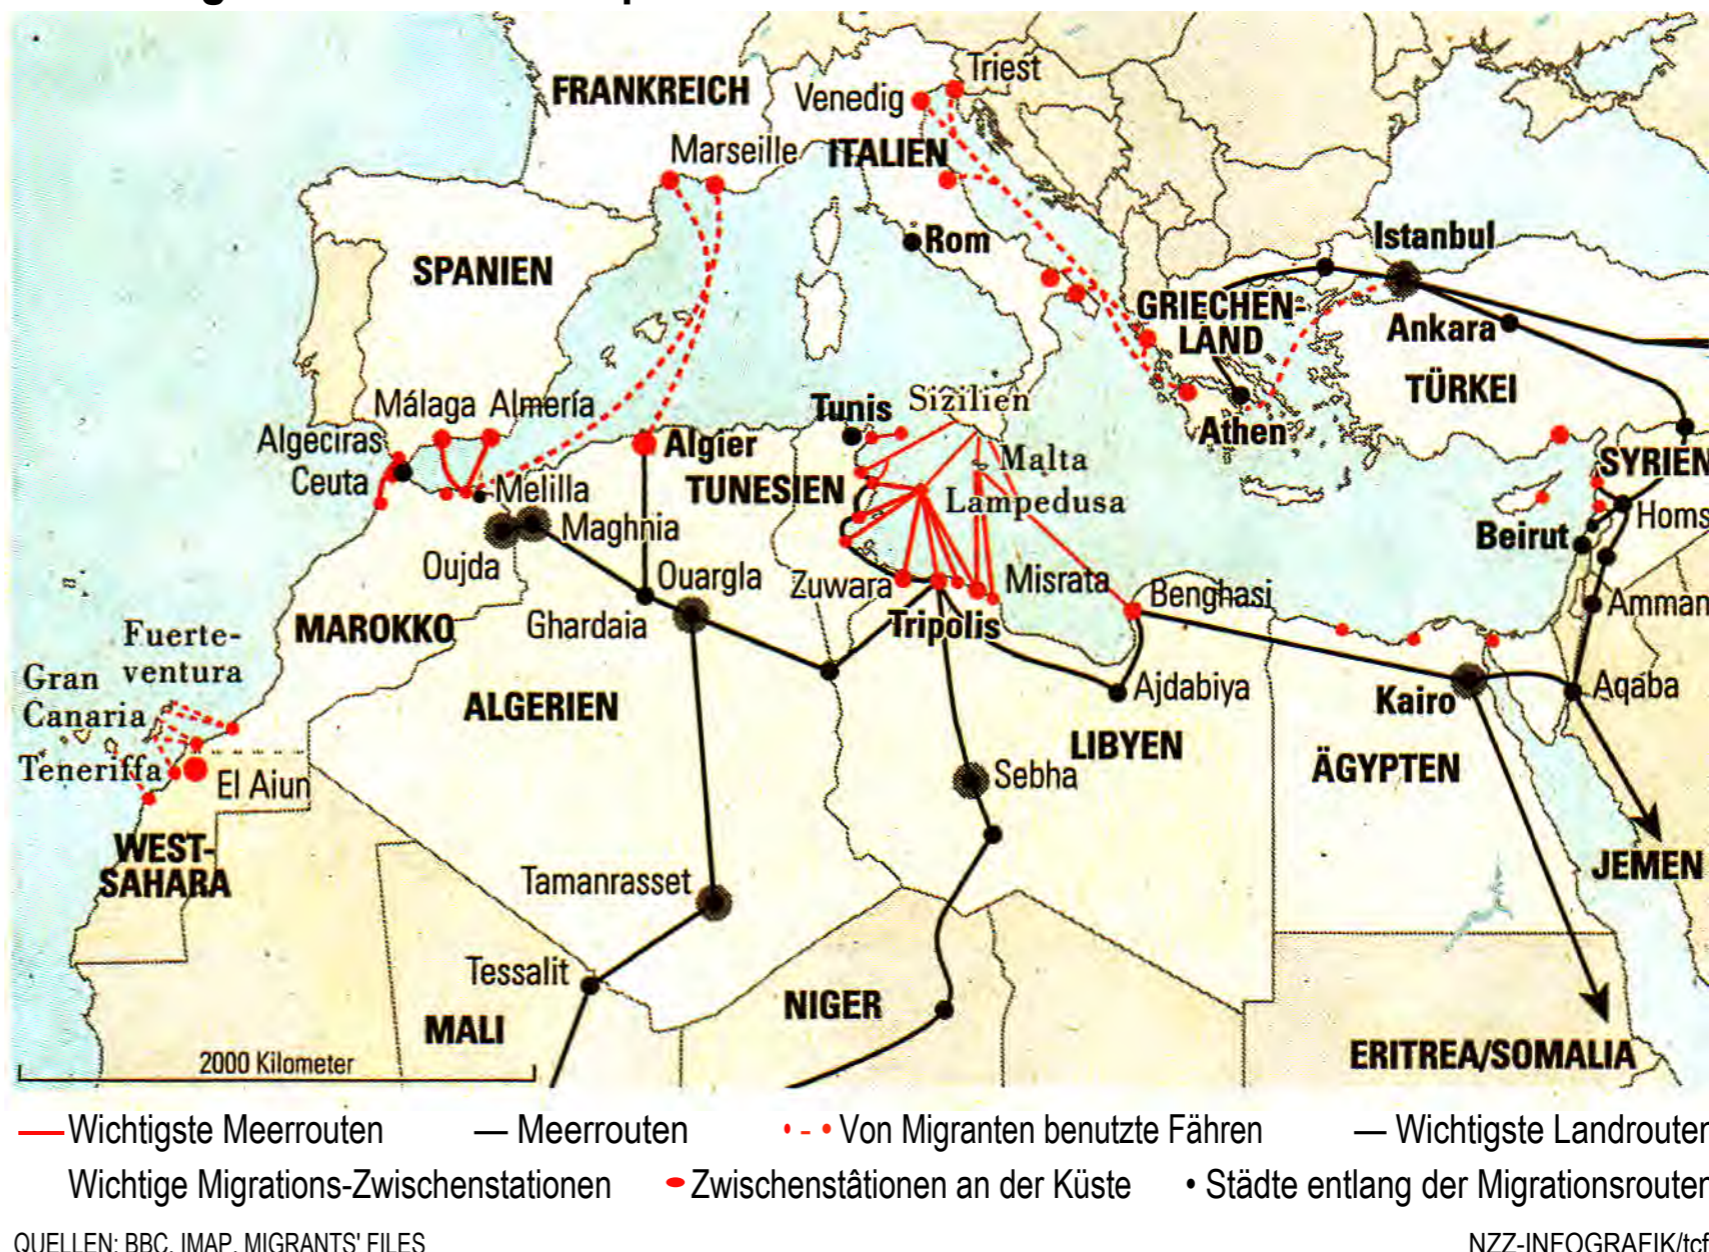 FRANKREICH
Triest
Venedig
Marseille
ITALIEN
SPANIEN
Rom
Istanbul
GRIECHEN-
LAND
Ankara
TÜRKEI
Málaga Almería
Tunis
Sizilien
Algeciras
Algier
Athen
Malta
SYRIEN
Ceuta
Melilla
TUNESIEN
Lampedusa
Maghnia
Homs
Beirut
Oujda
Ouargla
Zuwara
Misrata
Benghasi
Amman
Fuerte-
ventura
MAROKKO
Ghardaia
Tripolis
Gran
Canaria
ALGERIEN
Ajdabiya
Kairo
Aqaba
Teneriffa
El Aiun
LIBYEN
Sebha
ÄGYPTEN
WEST-
SAHARA
Tamanrasset
JEMEN
Tessalit
MALI
NIGER
2000 Kilometer
ERITREA/SOMALIA
Wichtigste Meerrouten — Meerrouten Von Migranten benutzte Fähren — Wichtigste Landrouten
Wichtige Migrations-Zwischenstationen Zwischenstâtionen an der Küste • Städte entlang der Migrationsrouten
QUELLEN: BBC, IMAP, MIGRANTS' FILES NZZ-INFOGRAFIK/tcf